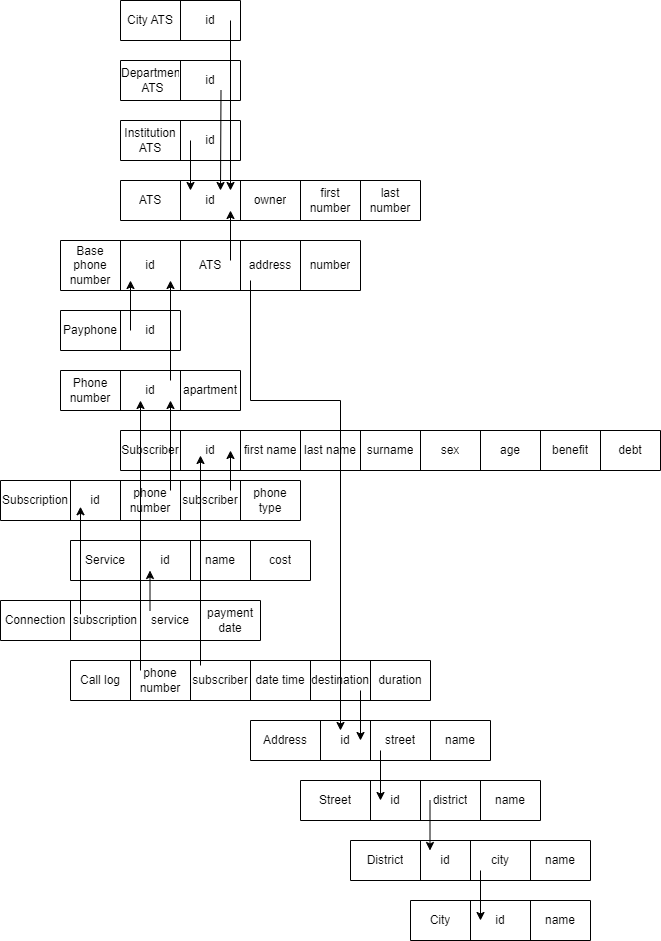 City ATS id
Departmen id
ATS
Institution id
ATS
ATS id owner first number last number
Base phone number id ATS address number
Payphone id
Phone number id apartment
Subscriber id first name last name surname sex age benefit debt
Subscription id phone number subscriber phone type
Service id name cost
Connection subscription service payment date
Call log phone number subscriber date time destination duration
Address id street name
Street id district name
District id city name
City id name